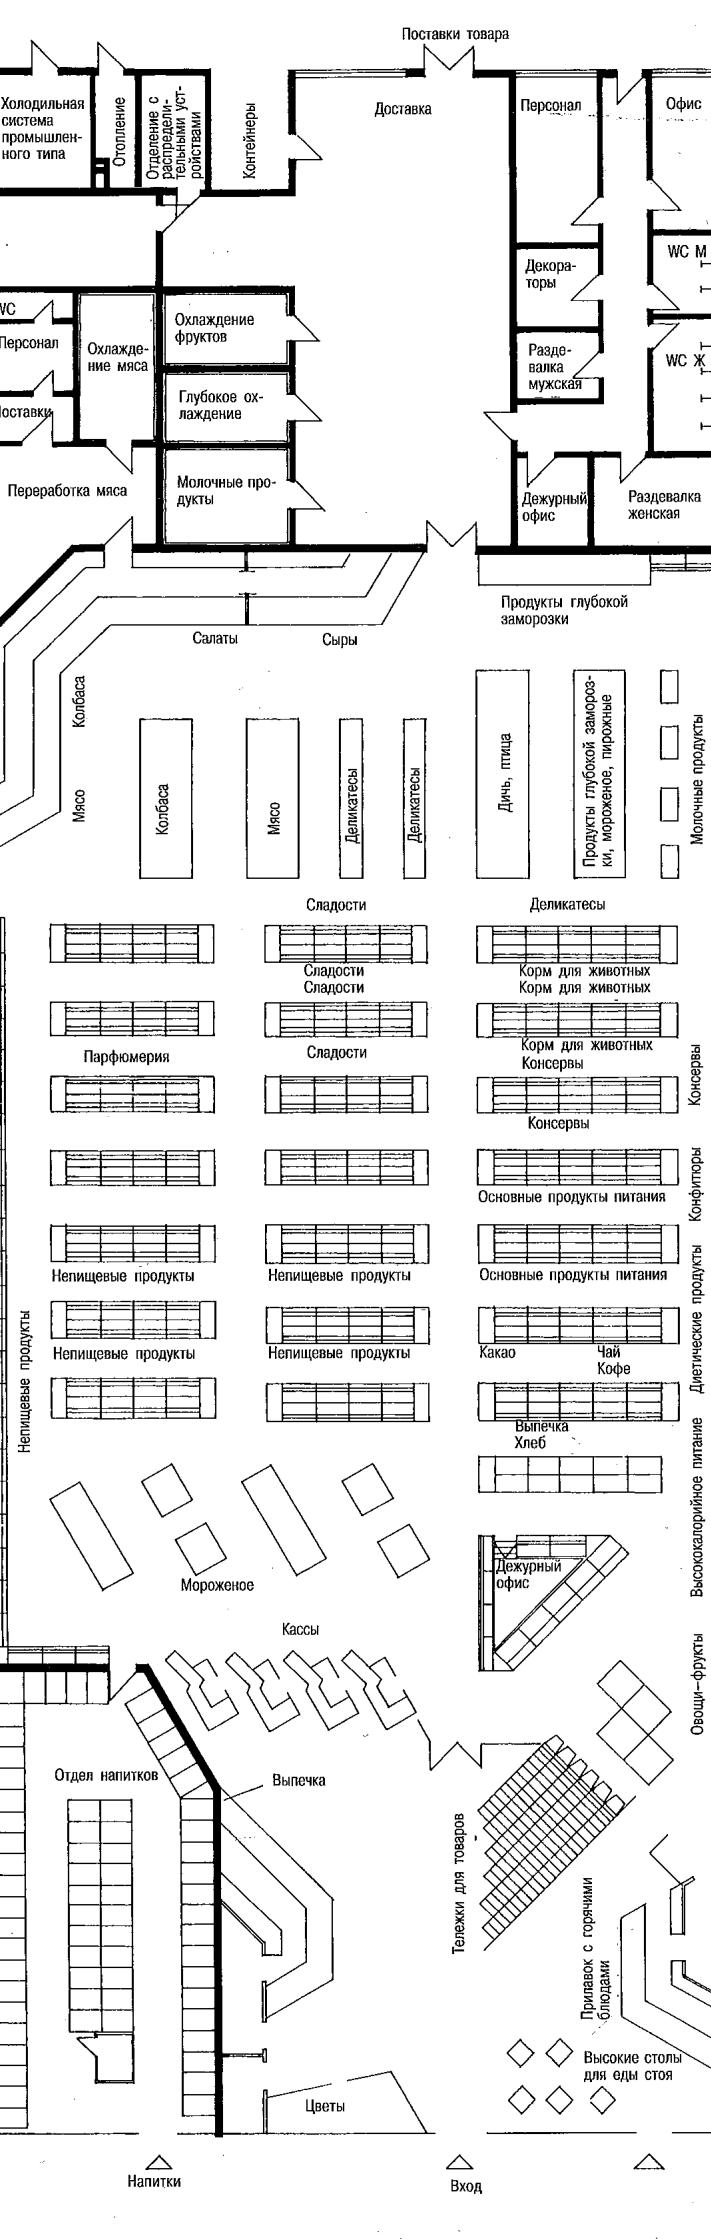 Поставки товара
Холодильная
система
промышлен-
ного типа
Отопление
Отделение с
распредели-
тельными уст-
ройствами
Контейнеры
Доставка
Персонал
Офис
WC М
Декора-
торы
Охлаждение
фруктов
Персонал
Охлажде-
ние мяса
Разде-
валка
мужская
WC Ж
Глубокое ох-
лаждение
Переработка мяса
Молочные про-
дукты
Дежурный
офис
Раздевалка
женская
Продукты глубокой
заморозки
Салаты
Сыры
Колбаса
Мясо
Колбаса
Мясо
Деликатесы
Деликатесы
Дичь, птица
Продукты глубокой замороз-
ки, мороженое, пирожные
Молочные продукты
Сладости
Деликатесы
Сладости
Сладости
Корм для животных
Корм для животных
Парфюмерия
Сладости
Корм для животных
Консервы
Консервы
Консервы
Конфитюры
Основные продукты питания
Непищевые продукты
Непищевые продукты
Основные продукты питания
Диетические продукты
Непищевые продукты
Непищевые продукты
Непищевые продукты
Какао
Чай
Кофе
Выпечка
Хлеб
Высококалорийное питание
Мороженое
Дежурный
офис
Кассы
Овощи-фрукты
Отдел напитков
Выпечка
Тележки для товаров
Прилавок с горячими
блюдами
Высокие столы
для еды стоя
Цветы
Напитки
Вход